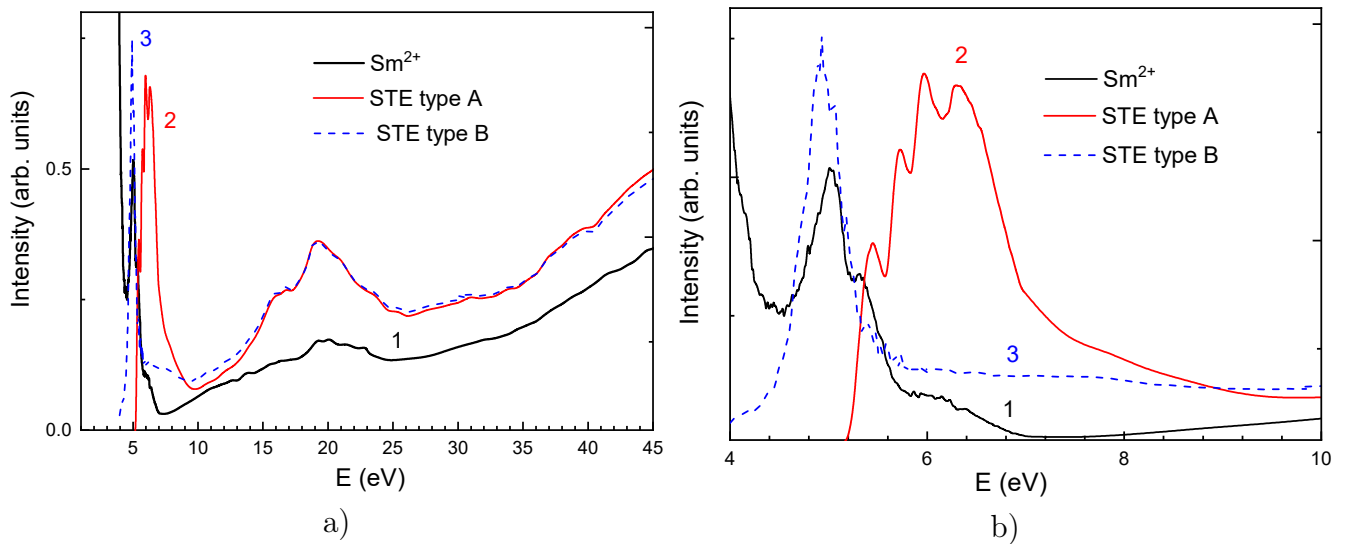 Intensity (arb. units)
0.5
0.0
3
2
1
Sm²⁺
STE type A
STE type B
5 10 15 20 25 30 35 40 45
E (eV)
a)
Intensity (arb. units)
2
3
1
Sm²⁺
STE type A
STE type B
4 6 8 10
E (eV)
b)